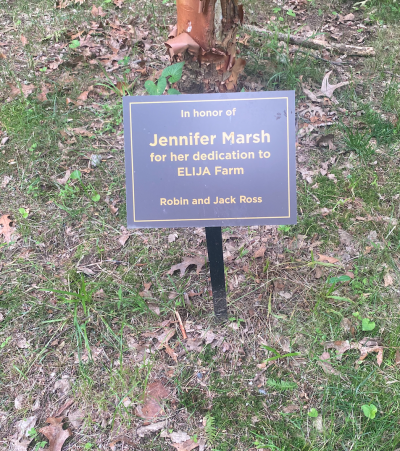 In honor of
Jennifer Marsh
for her dedication to
ELIJA Farm
Robin and Jack Ross